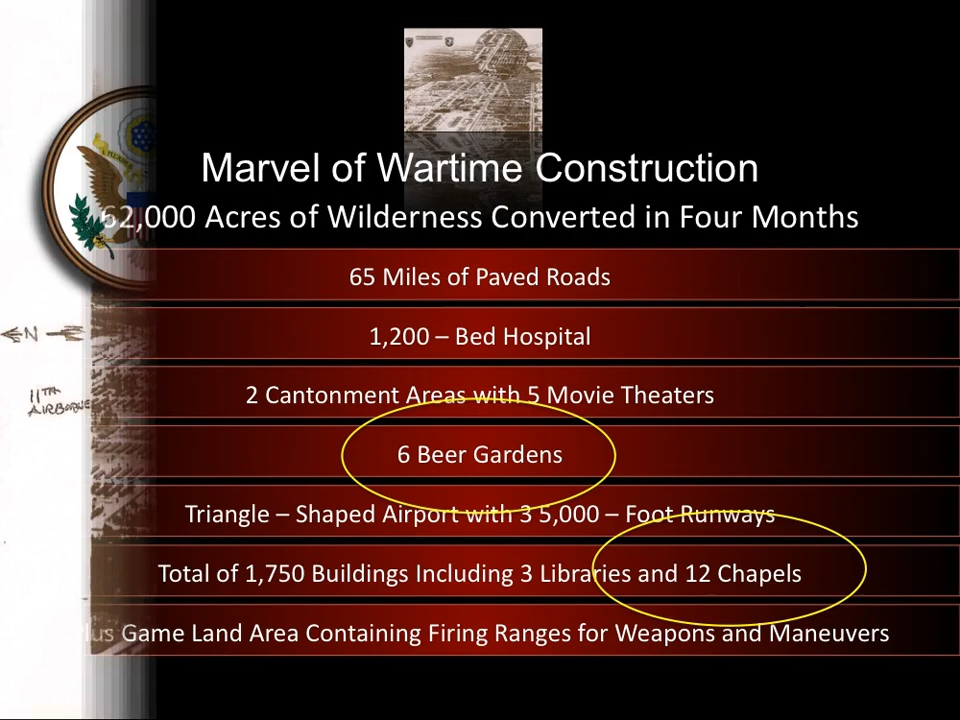 Marvel of Wartime Construction
62,000 Acres of Wilderness Converted in Four Months
65 Miles of Paved Roads
1,200 – Bed Hospital
N
2 Cantonment Areas with 5 Movie Theaters
11TH
AIRBORNE
6 Beer Gardens
Triangle – Shaped Airport with 3 5,000 – Foot Runways
Total of 1,750 Buildings Including 3 Libraries and 12 Chapels
lus Game Land Area Containing Firing Ranges for Weapons and Maneuvers